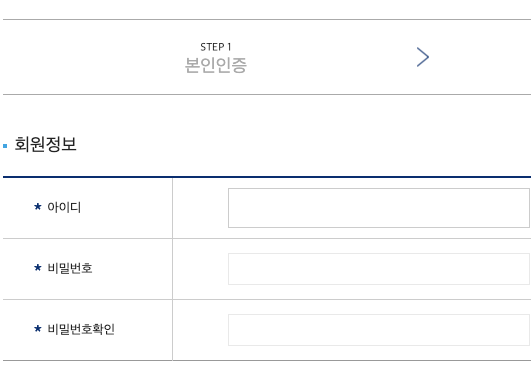 STEP 1
본인인증
회원정보
★ 아이디
★ 비밀번호
★ 비밀번호확인